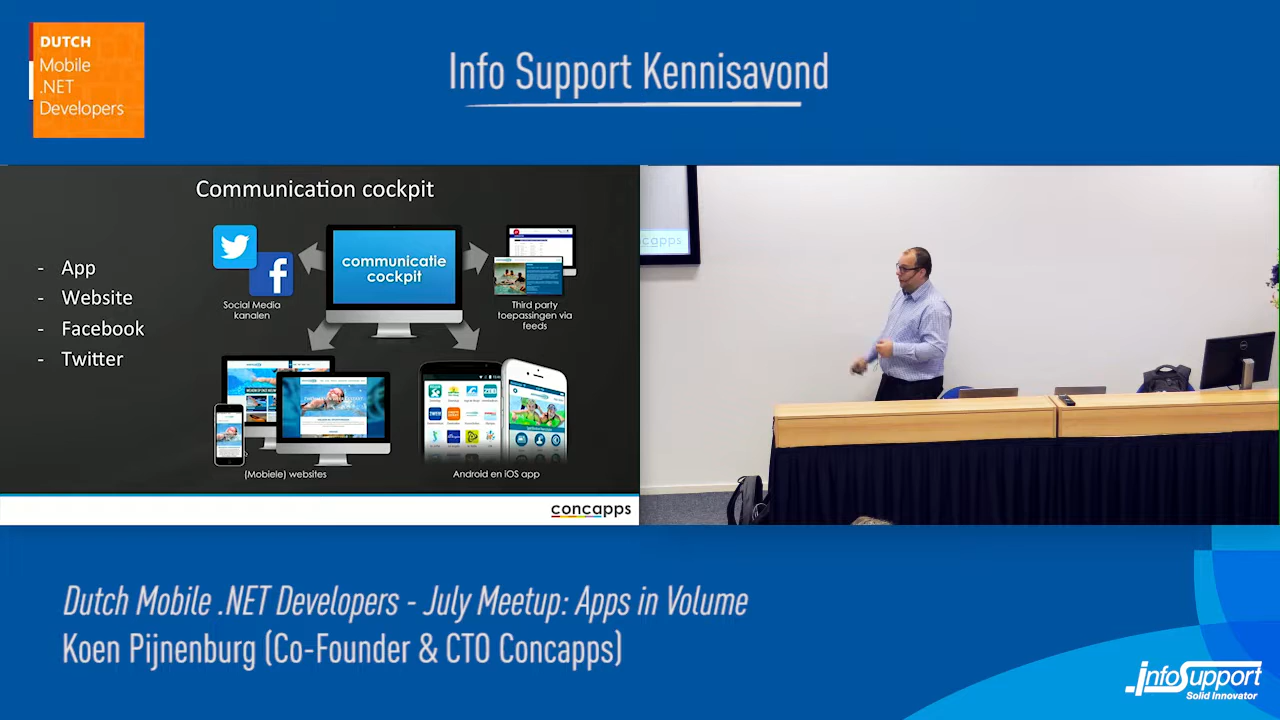 DUTCH
Mobile
.NET
Developers
Info Support Kennisavond
Communication cockpit
- App
- Website
- Facebook
- Twitter
communicatie
cockpit
Social Media
kanalen
Third party
toepassingen via
feeds
(Mobiele) websites
Android en iOS app
concapps
Dutch Mobile .NET Developers - July Meetup: Apps in Volume
Koen Pijnenburg (Co-Founder & CTO Concapps)
infoSupport
Solid Innovator